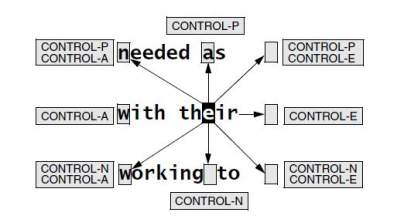 CONTROL-P
CONTROL-P
CONTROL-A
needed as
CONTROL-P
CONTROL-E
CONTROL-A
with their
CONTROL-E
CONTROL-N
CONTROL-A
working to
CONTROL-N
CONTROL-E
CONTROL-N